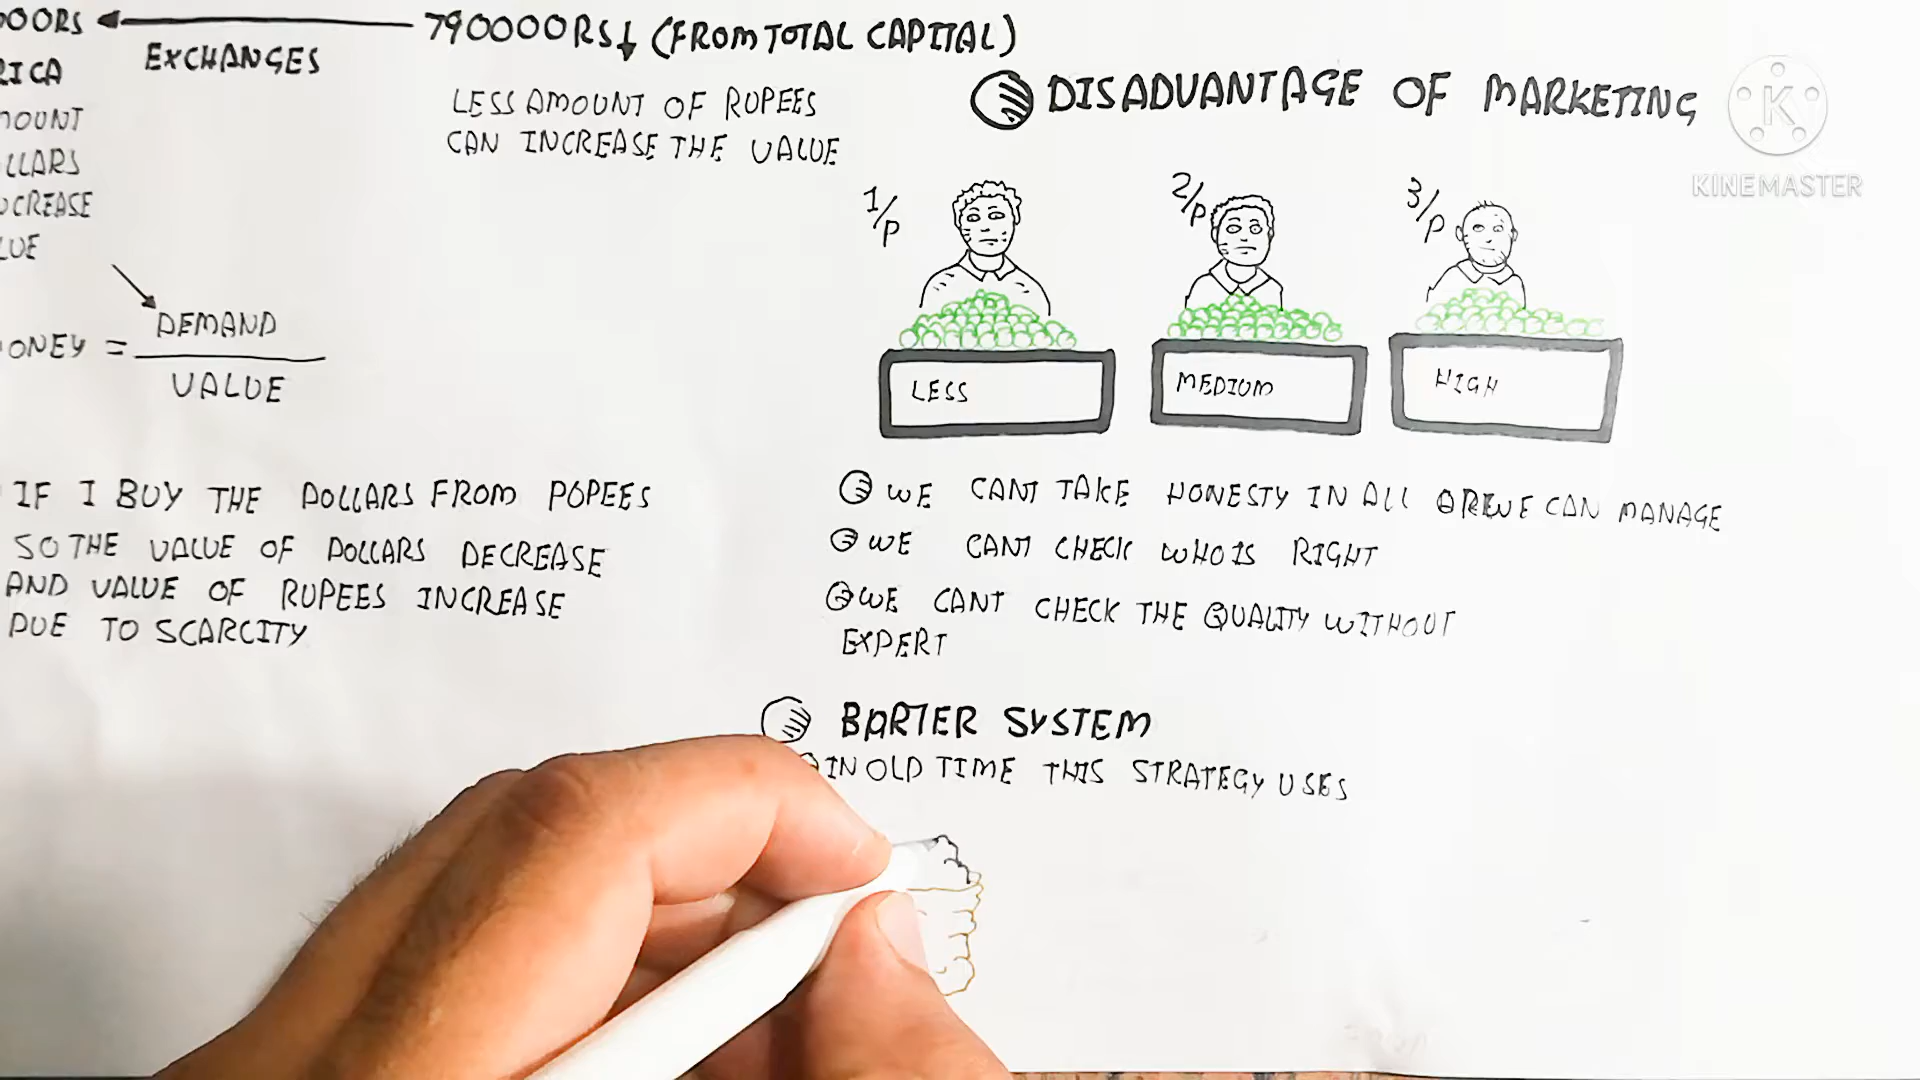 790000RS↓ (FROM TOTAL CAPITAL)
EXCHANGES
LESS AMOUNT OF RUPEES
CAN INCREASE THE VALUE
= DEMAND
VALUE
IF I BUY THE DOLLARS FROM POPEES
SO THE VALUE OF DOLLARS DECREASE
AND VALUE OF RUPEES INCREASE
DUE TO SCARCITY
DISADVANTAGE OF MARKETING
K
KINEMASTER
1/P
2/P
3/P
LESS
MEDIUM
HIGH
WE CANT TAKE HONESTY IN ALL WE CAN MANAGE
WE CANT CHECK WHO IS RIGHT
WE CANT CHECK THE QUALITY WITHOUT
EXPERT
BARTER SYSTEM
IN OLD TIME THIS STRATEGY USES